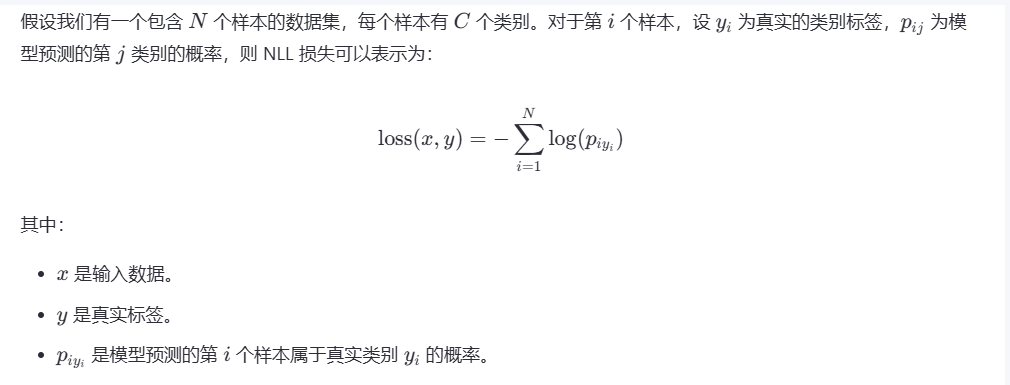 假设我们有一个包含 $N$ 个样本的数据集，每个样本有 $C$ 个类别。对于第 $i$ 个样本，设 $y_i$ 为真实的类别标签，$p_{ij}$ 为模
型预测的第 $j$ 类别的概率，则 NLL 损失可以表示为：
$$\text{loss}(x, y) = -\sum_{i=1}^{N} \log(p_{iy_i})$$
其中：
• $x$ 是输入数据。
• $y$ 是真实标签。
• $p_{iy_i}$ 是模型预测的第 $i$ 个样本属于真实类别 $y_i$ 的概率。